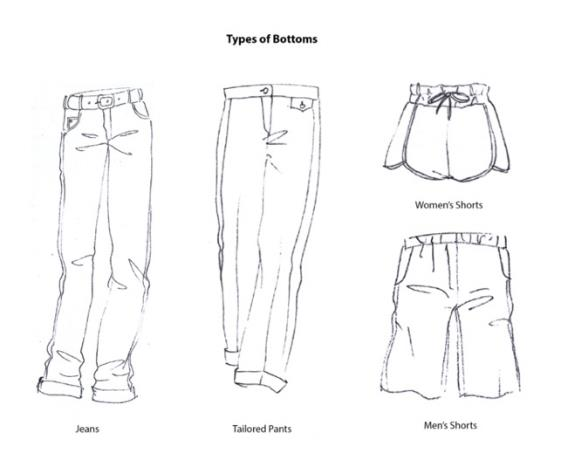 Types of Bottoms
Women's Shorts
Jeans
Tailored Pants
Men's Shorts